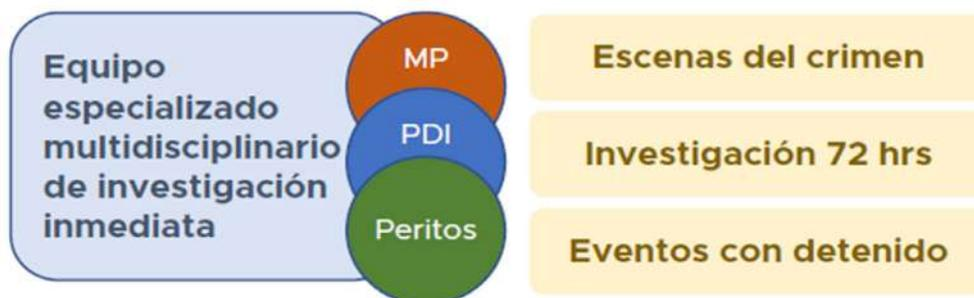 Equipo
especializado
multidisciplinario
de investigación
inmediata
MP
PDI
Peritos
Escenas del crimen
Investigación 72 hrs
Eventos con detenido